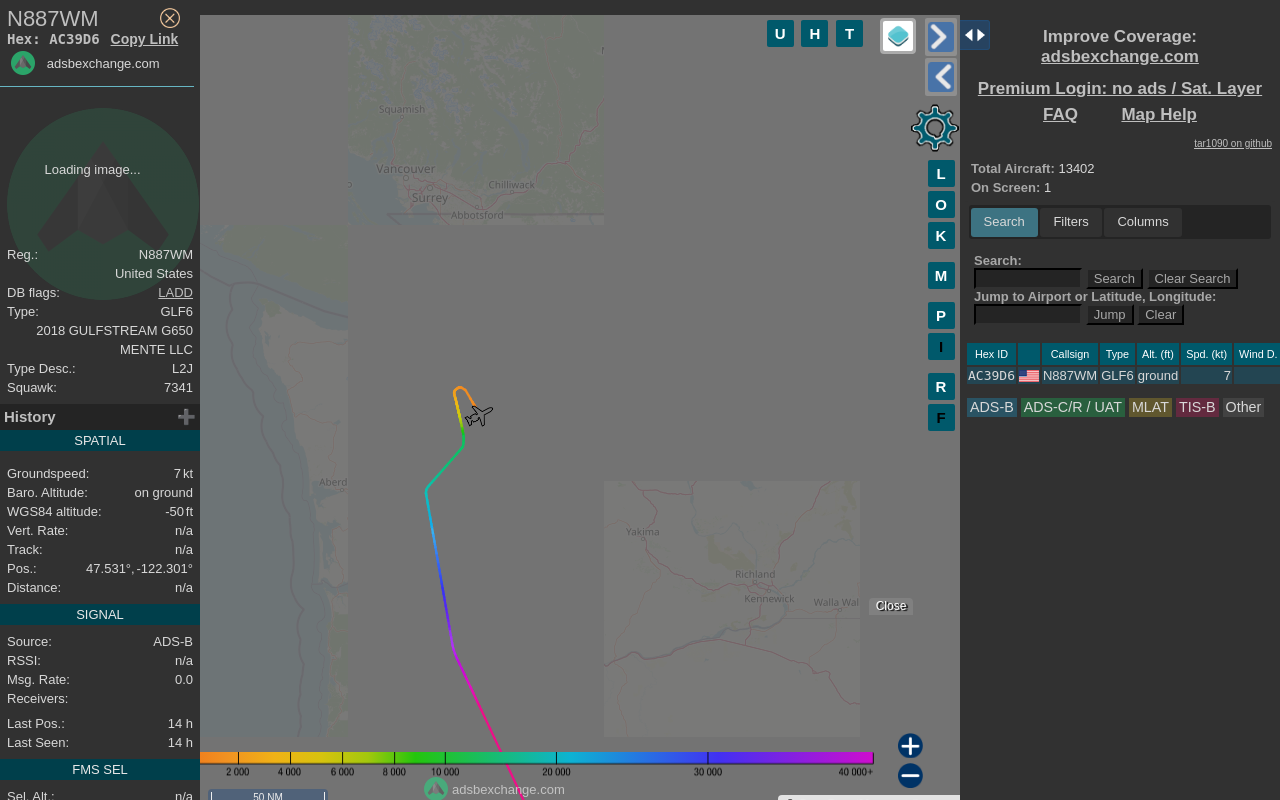 N887WM
Hex: AC39D6 Copy Link
adsbexchange.com
Loading image...
Reg.: N887WM
United States
DB flags: LADD
Type: GLF6
2018 GULFSTREAM G650
MENTE LLC
Type Desc.: L2J
Squawk: 7341
History
SPATIAL
Groundspeed: 7 kt
Baro. Altitude: on ground
WGS84 altitude: -50 ft
Vert. Rate: n/a
Track: n/a
Pos.: 47.531°, -122.301°
Distance: n/a
SIGNAL
Source: ADS-B
RSSI: n/a
Msg. Rate: 0.0
Receivers:
Last Pos.: 14 h
Last Seen: 14 h
FMS SEL
Sel. Alt.: n/a
U H T
Squamish
Vancouver
Surrey
Chilliwack
Abbotsford
Aberd
Yakima
Richland
Kennewick
Walla Wal
L
O
K
M
P
I
R
F
Close
2 000 4 000 6 000 8 000 10 000 20 000 30 000 40 000+
adsbexchange.com
50 NM
Improve Coverage:
adsbexchange.com
Premium Login: no ads / Sat. Layer
FAQ Map Help
tar1090 on github
Total Aircraft: 13402
On Screen: 1
Search Filters Columns
Search:
Search Clear Search
Jump to Airport or Latitude, Longitude:
Jump Clear
Hex ID Callsign Type Alt. (ft) Spd. (kt) Wind D.
AC39D6 N887WM GLF6 ground 7
ADS-B ADS-C/R / UAT MLAT TIS-B Other